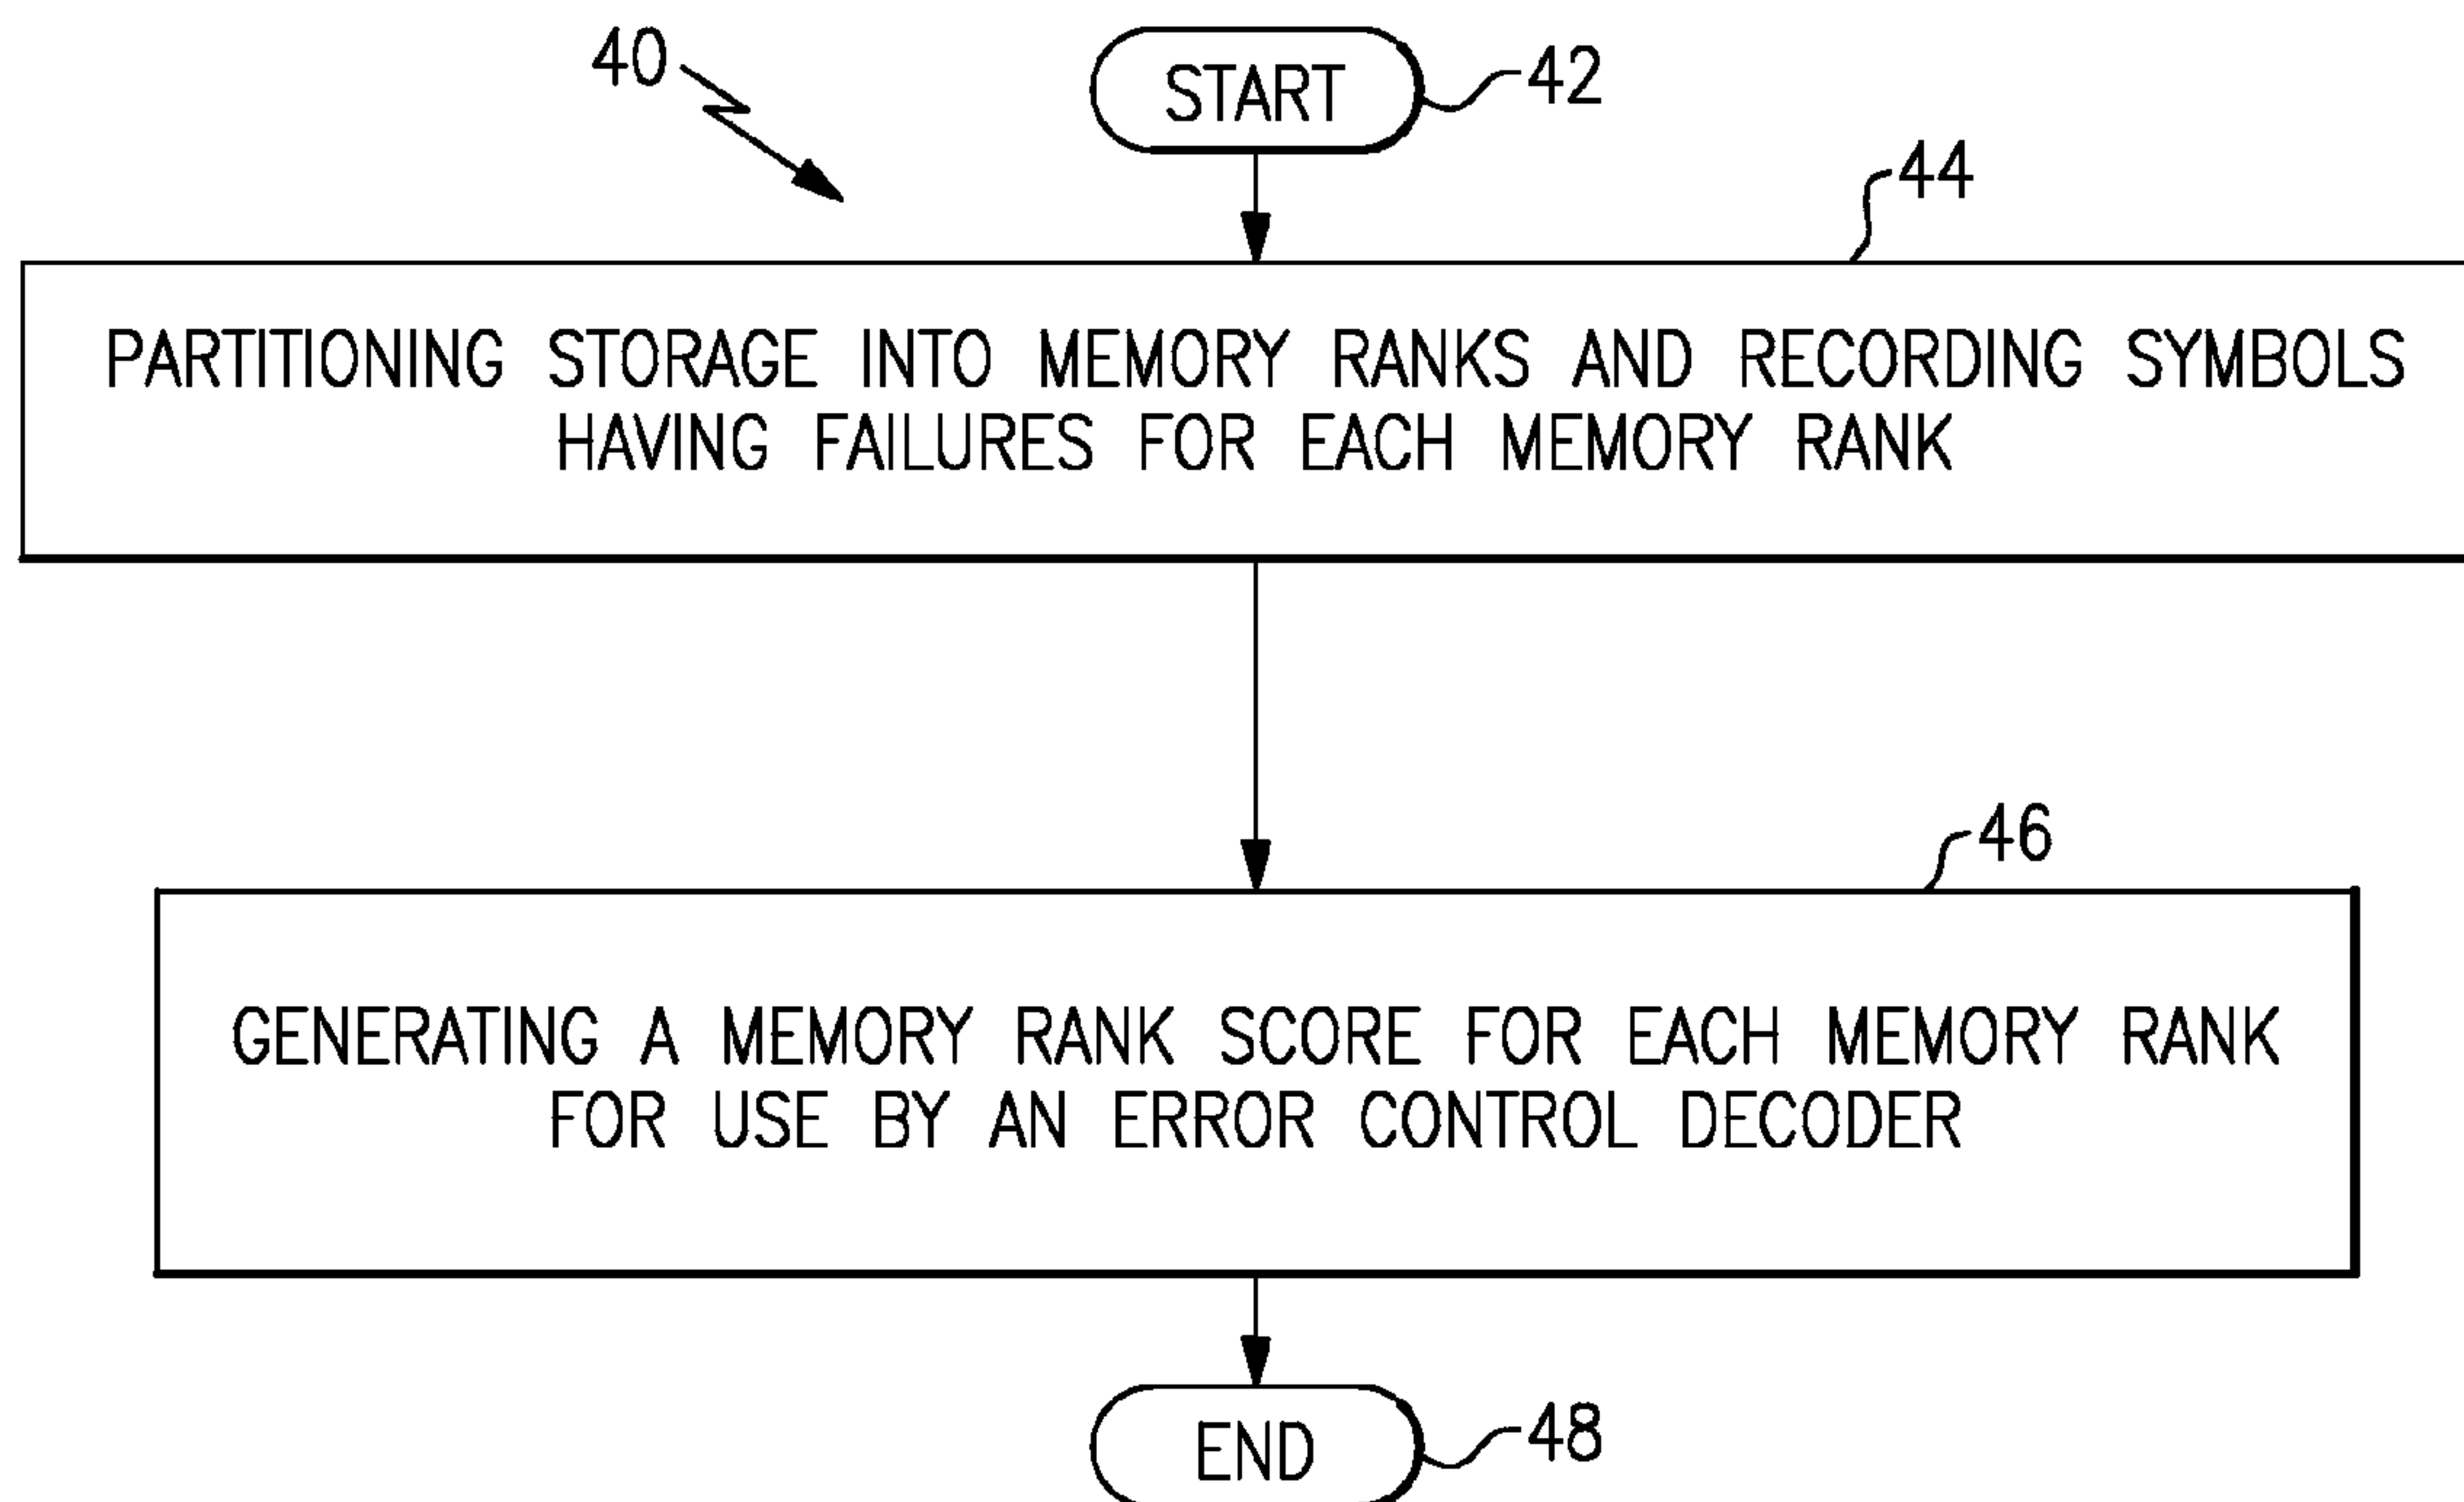 40
START
42
44
PARTITIONING STORAGE INTO MEMORY RANKS AND RECORDING SYMBOLS
HAVING FAILURES FOR EACH MEMORY RANK
46
GENERATING A MEMORY RANK SCORE FOR EACH MEMORY RANK
FOR USE BY AN ERROR CONTROL DECODER
END
48